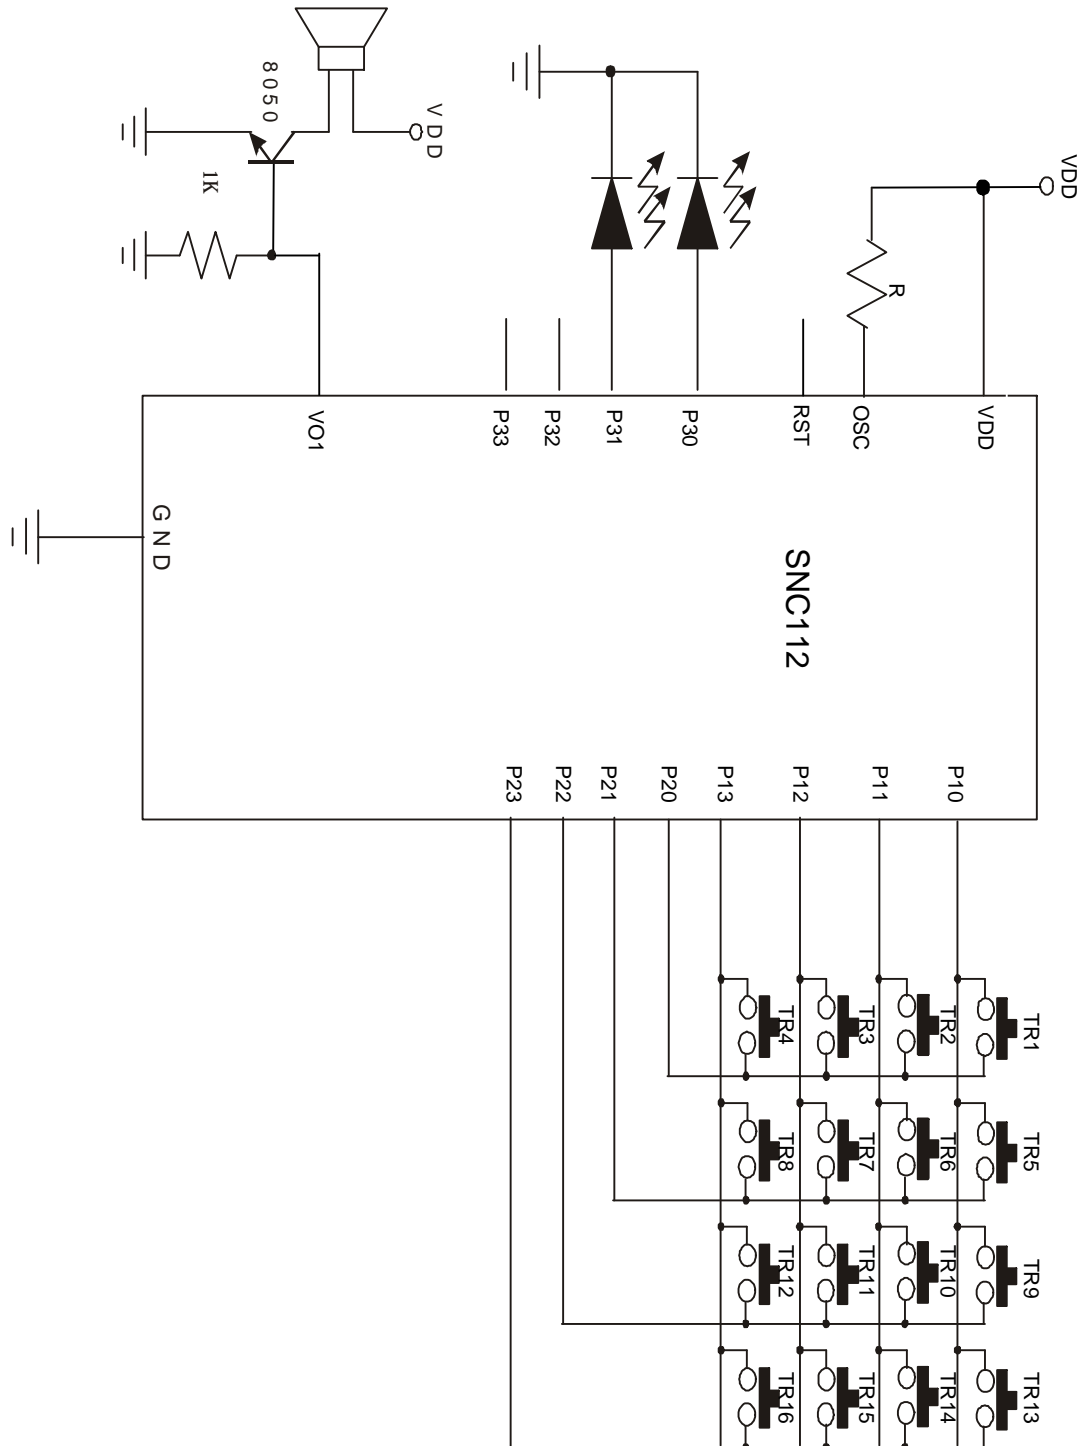 8050
VDD
1K
VDD
R
VO1
P33
P32
P31
P30
RST
OSC
VDD
GND
SNC112
P23
P22
P21
P20
P13
P12
P11
P10
TR4
TR3
TR2
TR1
TR8
TR7
TR6
TR5
TR12
TR11
TR10
TR9
TR16
TR15
TR14
TR13